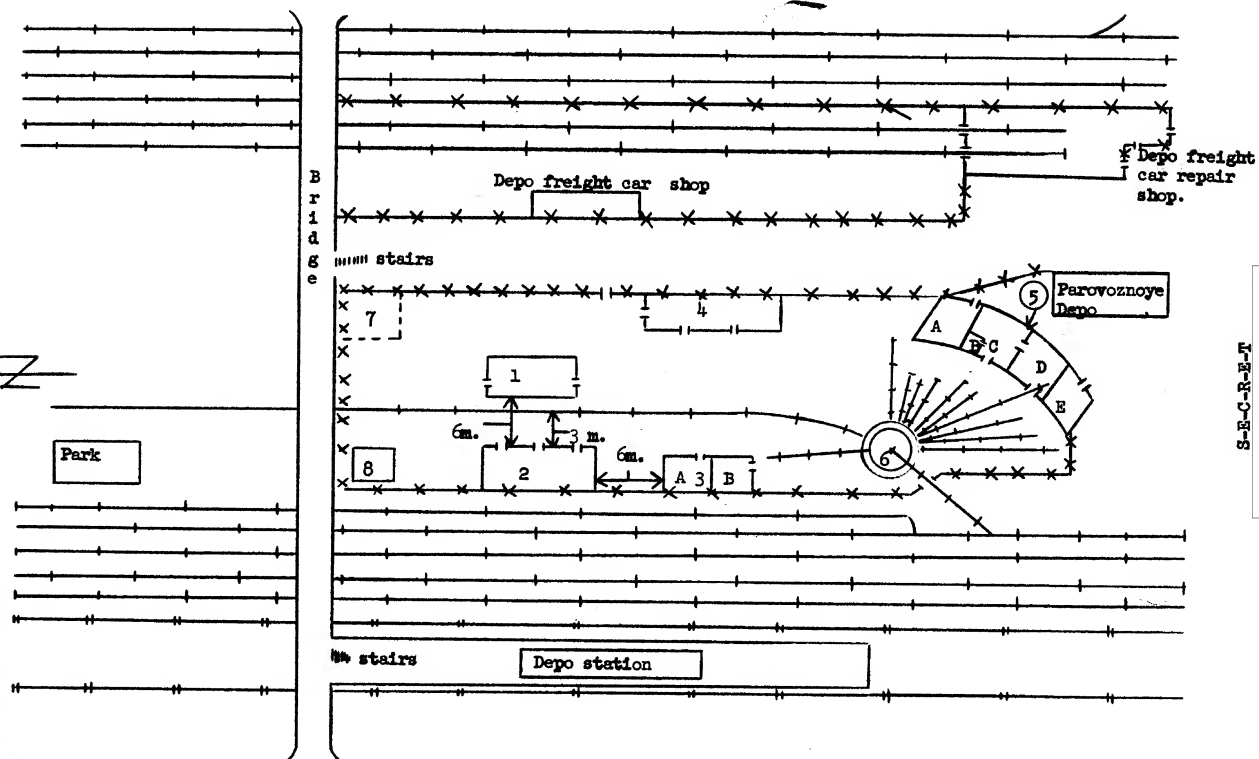 Bridge
Depo freight car shop
Depo freight
car repair
shop.
stairs
7
4
5
Parovoznoye
Depo
A
B
C
D
E
1
6m.
3 m.
Park
8
2
6m.
A 3 B
6
stairs
Depo station
S-E-C-R-E-T